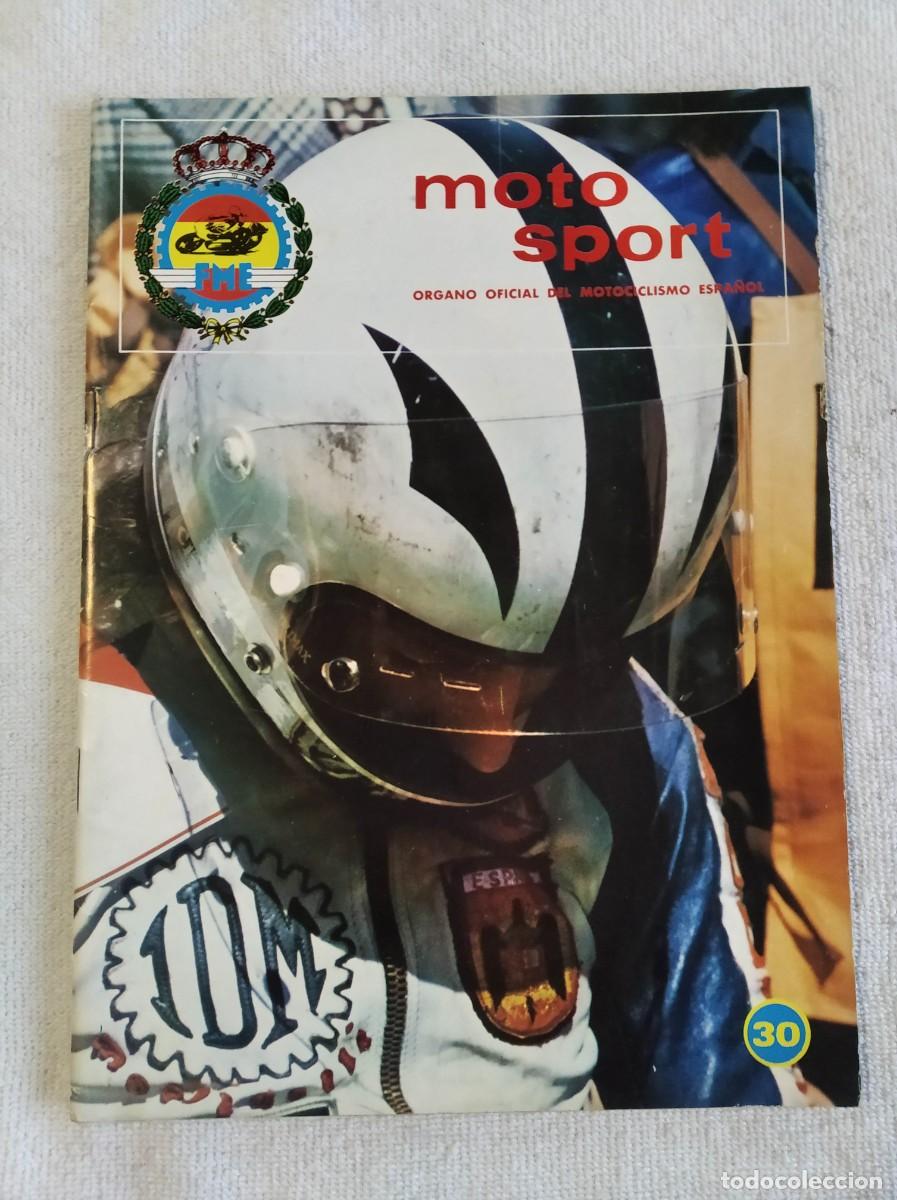 moto
sport
ORGANO OFICIAL DEL MOTOCICLISMO ESPAÑOL
FME
IDM
30
todocoleccion